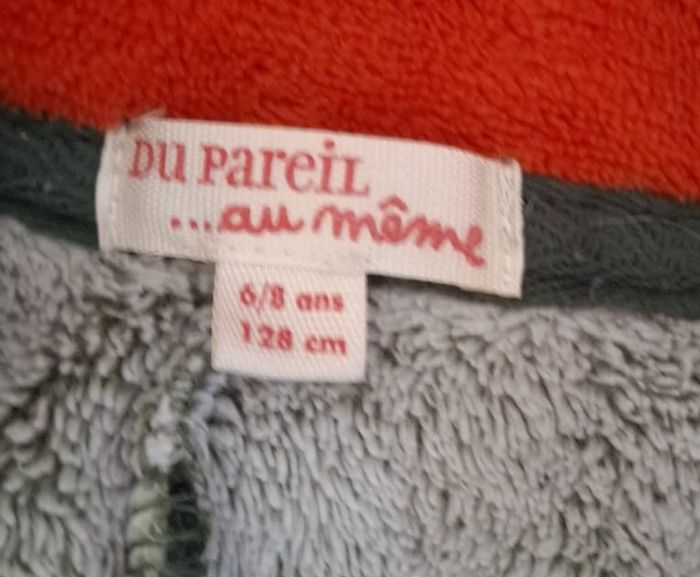 Du PareiL
...au même
6/8 ans
128 cm